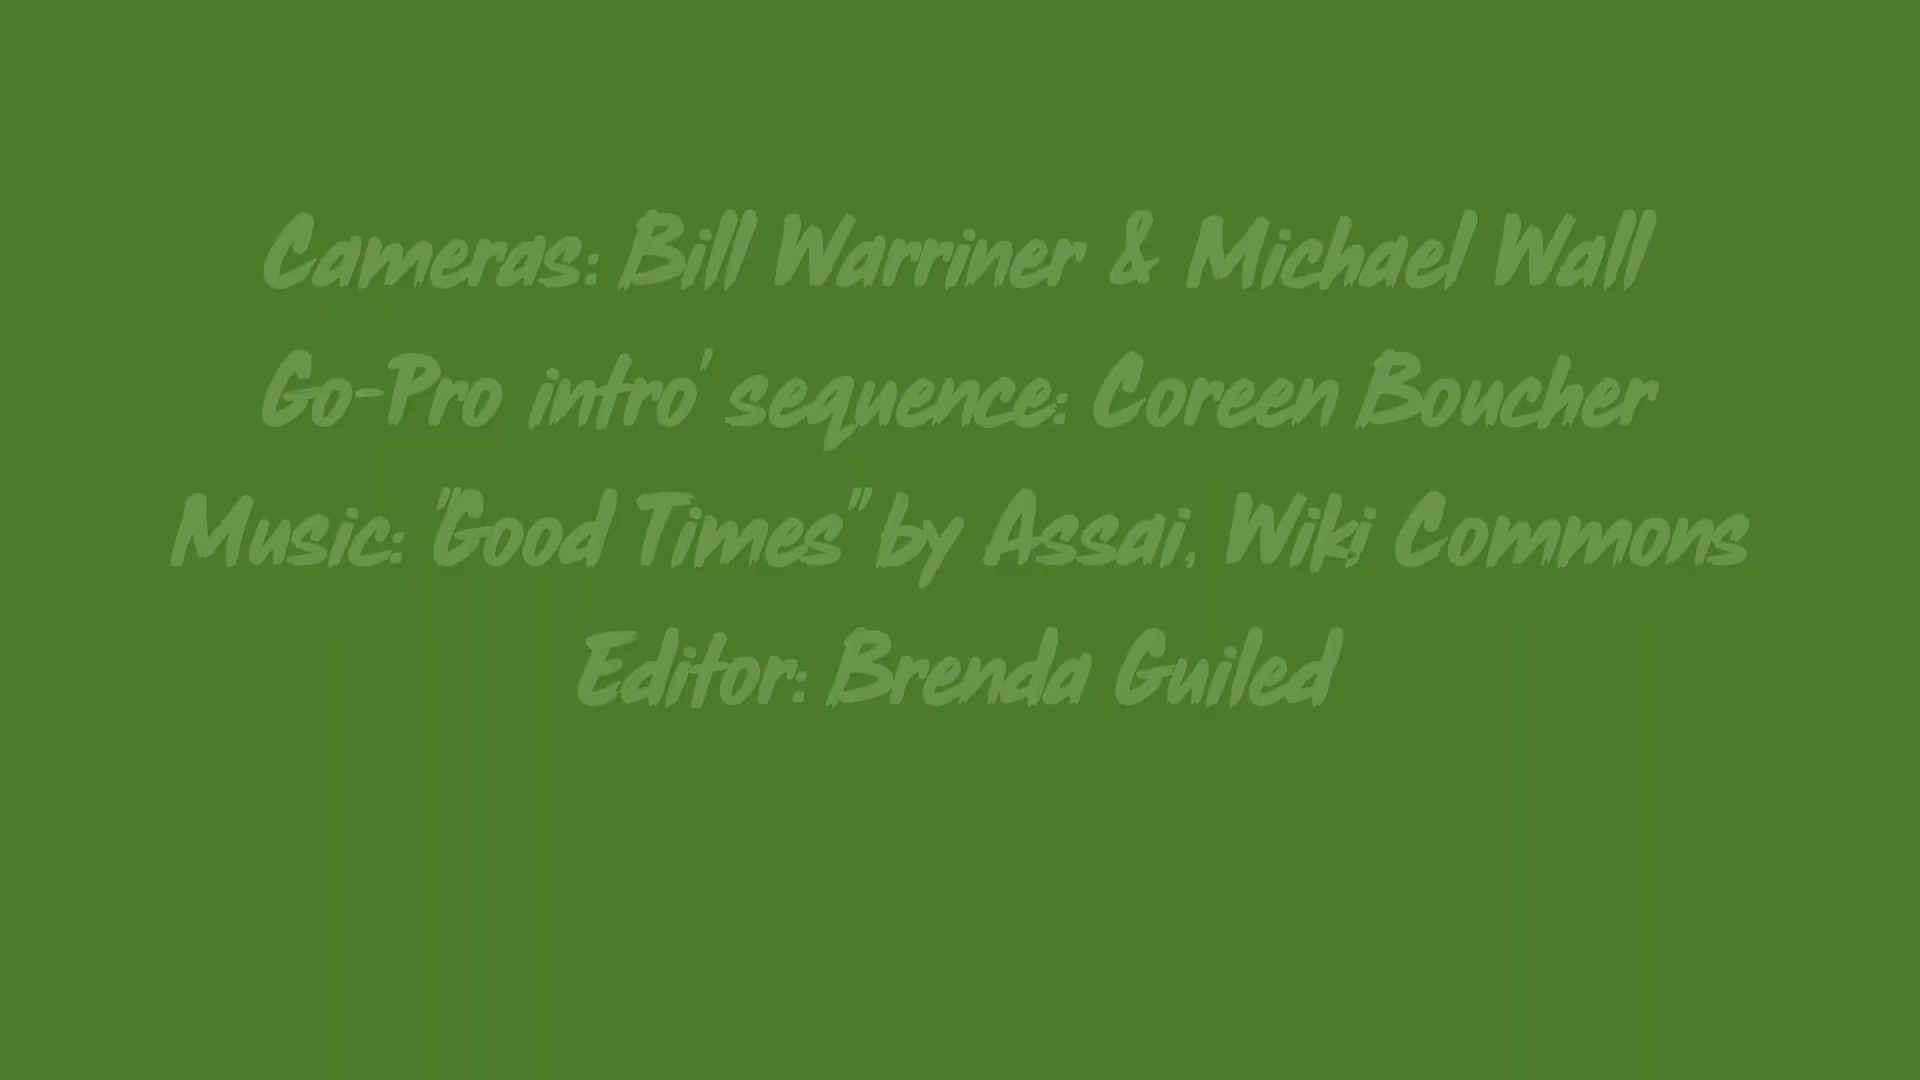 Cameras: Bill Warriner & Michael Wall
Go-Pro intro' sequence: Coreen Boucher
Music: "Good Times" by Assai, Wiki Commons
Editor: Brenda Guiled